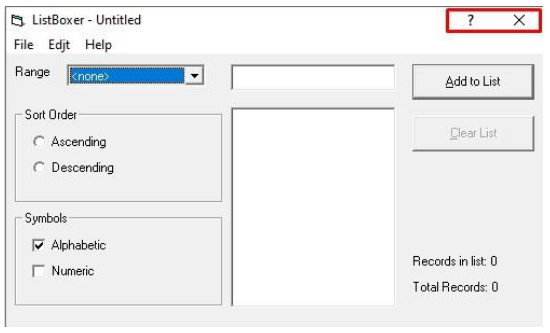 ListBoxer - Untitled ? X
File Edjt Help
Range <none> Add to List
Sort Order
Clear List
Ascending
Descending
Symbols
Alphabetic
Numeric
Records in list: 0
Total Records: 0